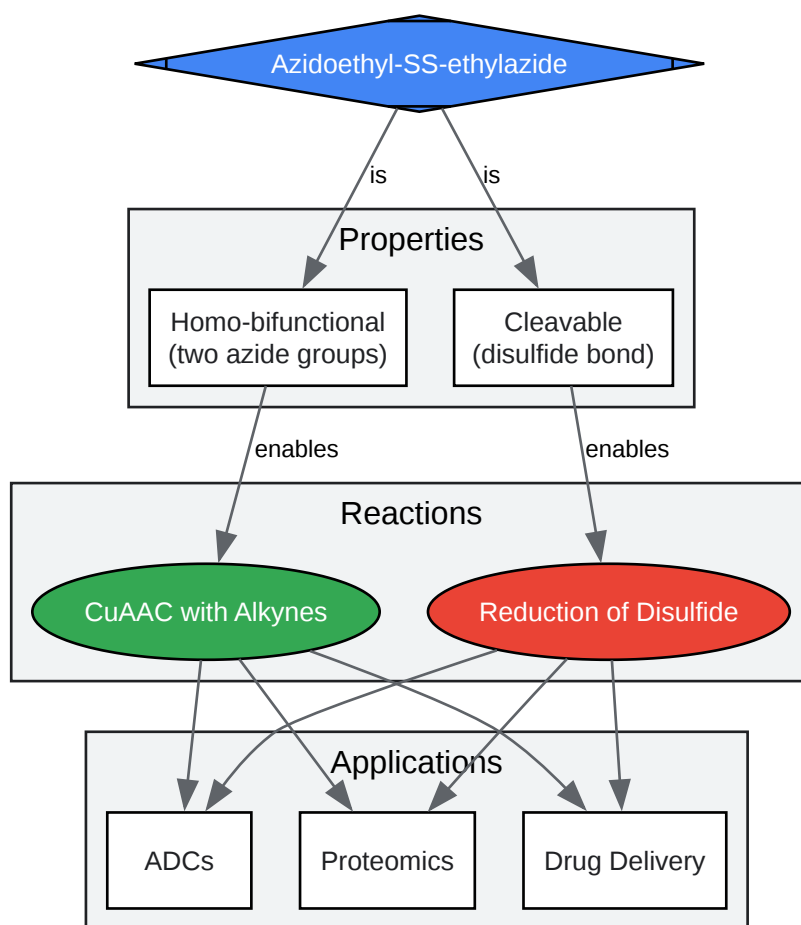 Azidoethyl-SS-ethylazide
is
is
Properties
Homo-bifunctional
(two azide groups)
Cleavable
(disulfide bond)
enables
enables
Reactions
CuAAC with Alkynes
Reduction of Disulfide
Applications
ADCs
Proteomics
Drug Delivery